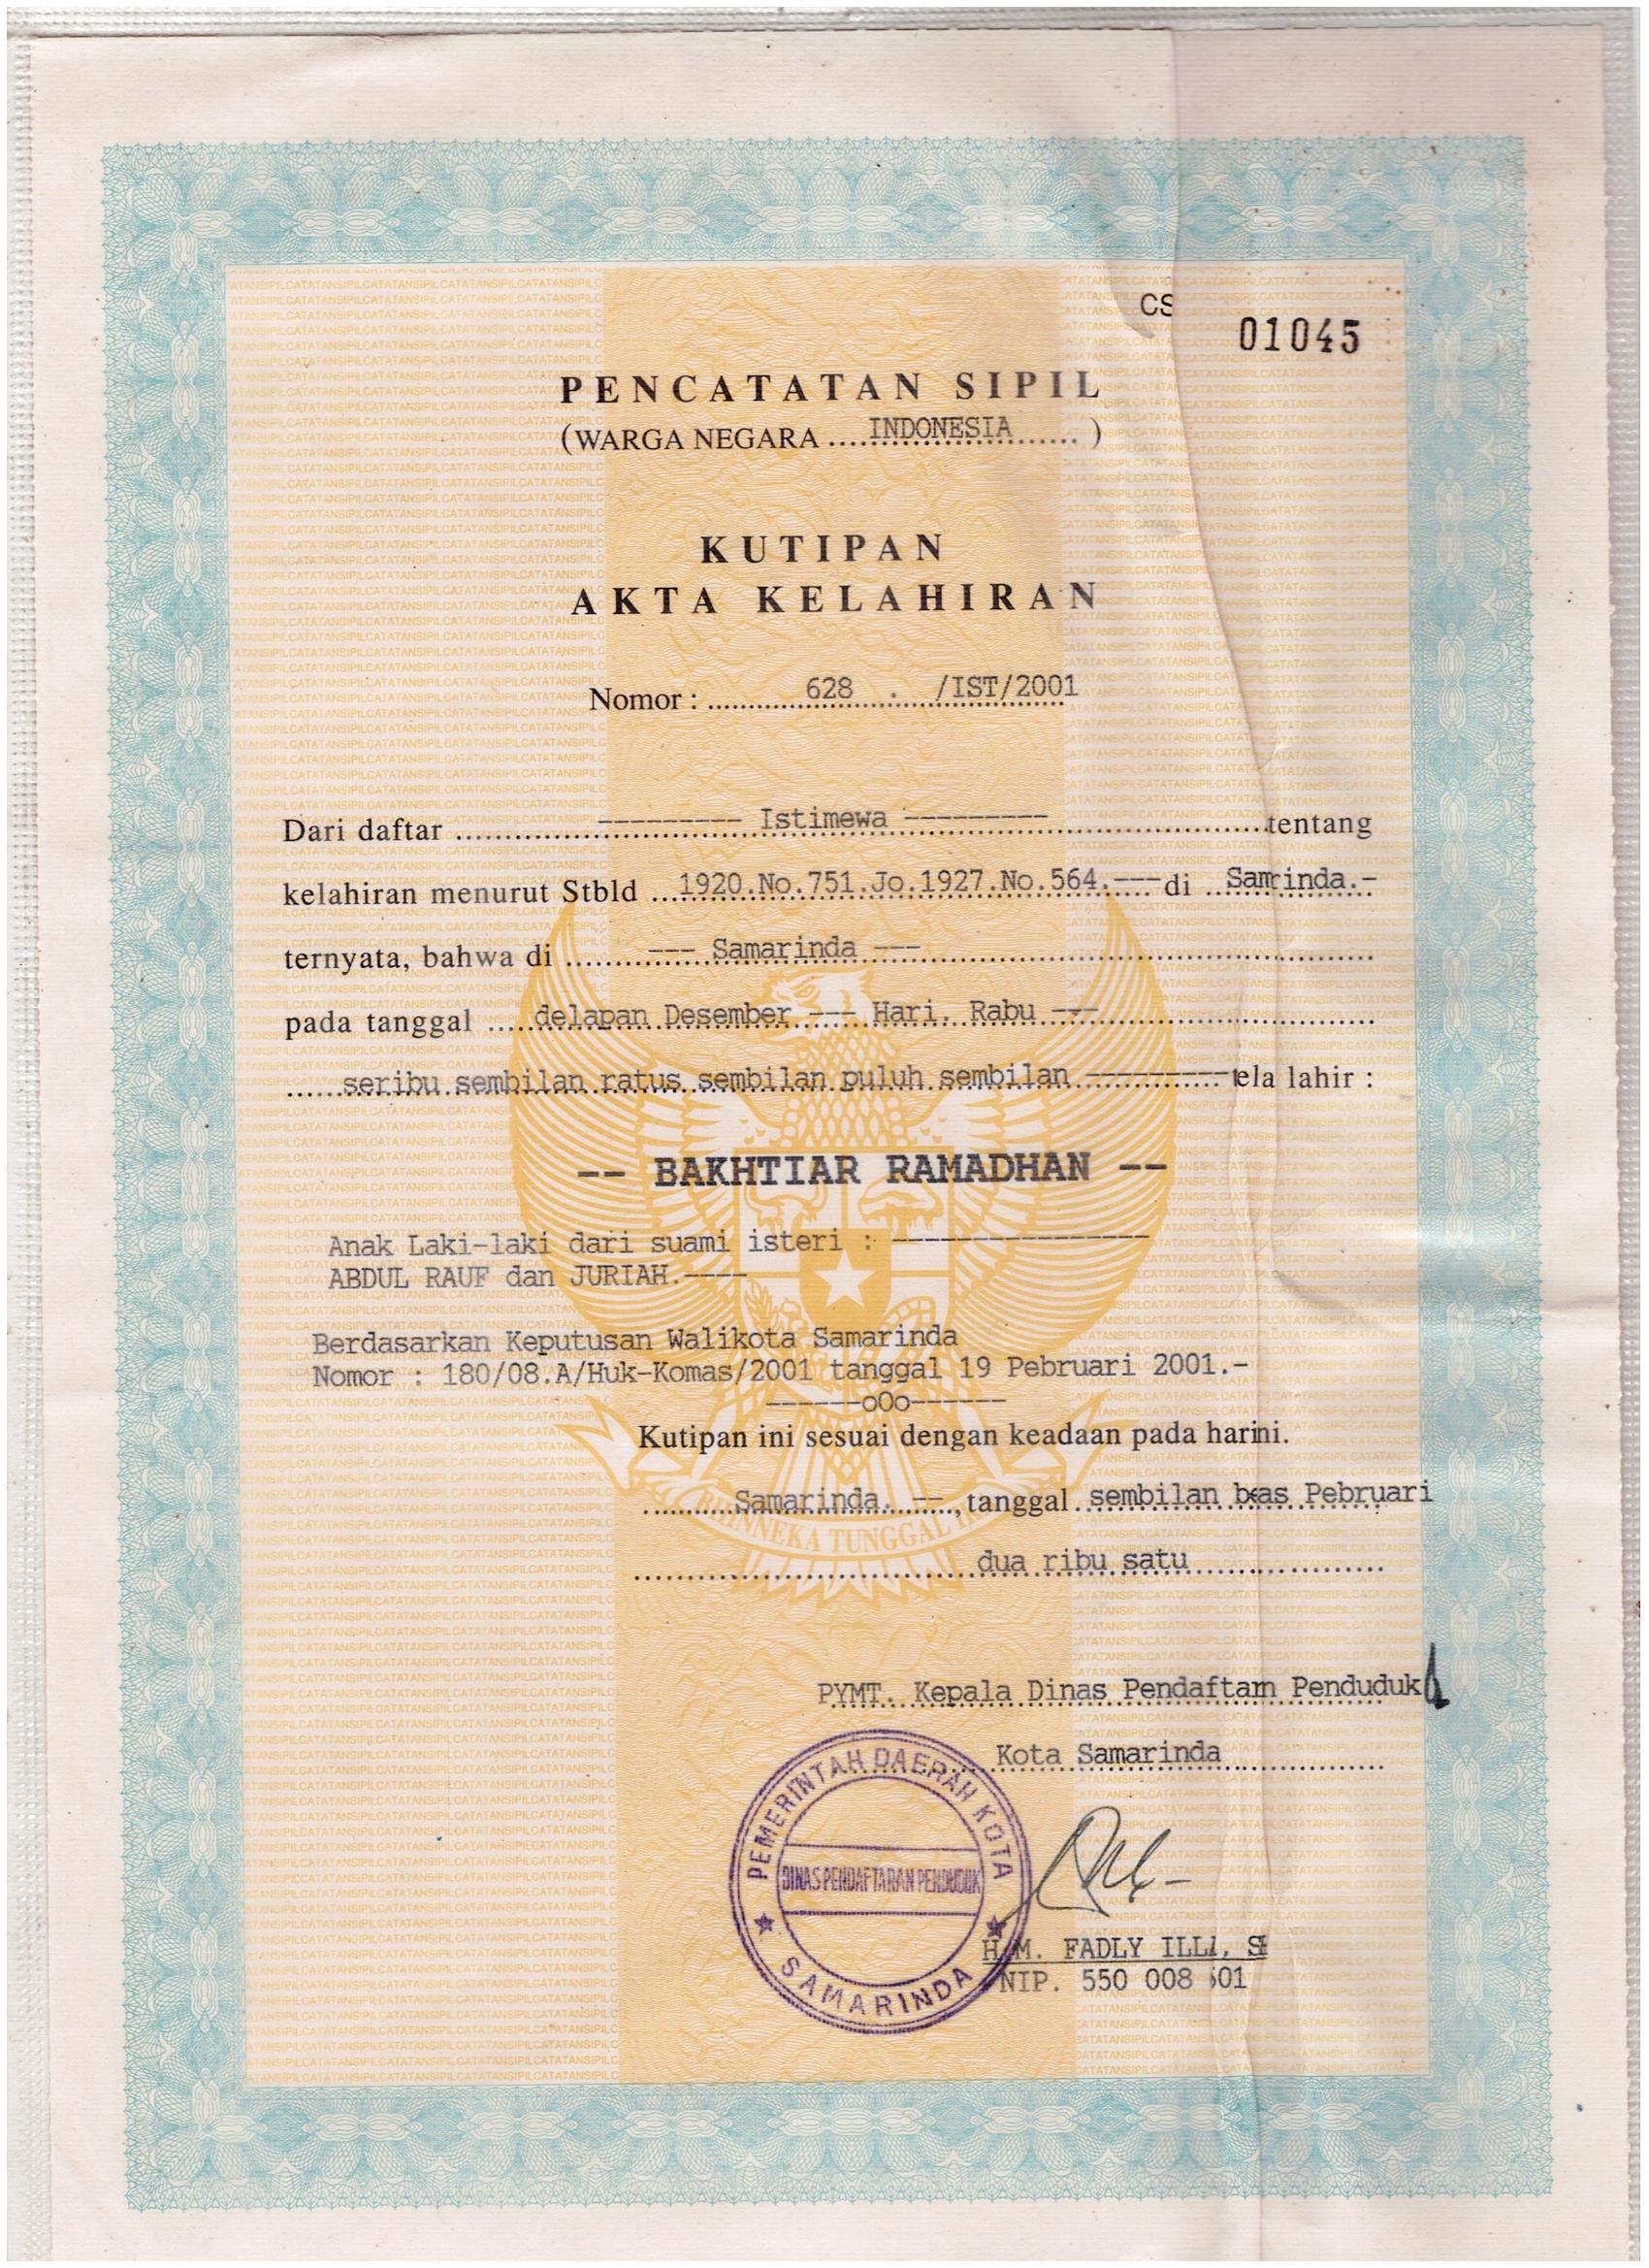 CS
01045
PENCATATAN SIPIL
(WARGA NEGARA ....INDONESIA...... )
KUTIPAN
AKTA KELAHIRAN
Nomor : 628 . /IST/2001
Dari daftar --------- Istimewa --------- tentang
kelahiran menurut Stbld 1920.No.751.Jo.1927.No.564.--- di Samrinda.-
ternyata, bahwa di --- Samarinda ---
pada tanggal delapan Desember --- Hari. Rabu ---
seribu sembilan ratus sembilan puluh sembilan --------- tela lahir :
-- BAKHTIAR RAMADHAN --
Anak Laki-laki dari suami isteri : ----------------
ABDUL RAUF dan JURIAH.----
Berdasarkan Keputusan Walikota Samarinda
Nomor : 180/08.A/Huk-Komas/2001 tanggal 19 Pebruari 2001.-
------oOo------
Kutipan ini sesuai dengan keadaan pada harini.
Samarinda. --, tanggal sembilan beas Pebruari
dua ribu satu
PYMT. Kepala Dinas Pendaftam Penduduk
Kota Samarinda
PEMERINTAH DAERAH KOTA
DINAS PENDAFTARAN PENDUDUK
SAMARINDA
H.M. FADLY ILLI, SE
NIP. 550 008 601
BHINNEKA TUNGGAL